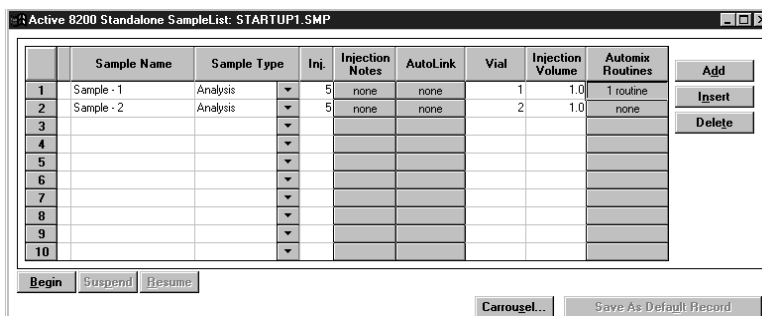 Active 8200 Standalone SampleList: STARTUP1.SMP
Sample Name Sample Type Inj. Injection Notes AutoLink Vial Injection Volume Automix Routines
1 Sample - 1 Analysis 5 none none 1 1.0 1 routine
2 Sample - 2 Analysis 5 none none 2 1.0 none
3
4
5
6
7
8
9
10
Add
Insert
Delete
Begin Suspend Resume
Carrousel... Save As Default Record